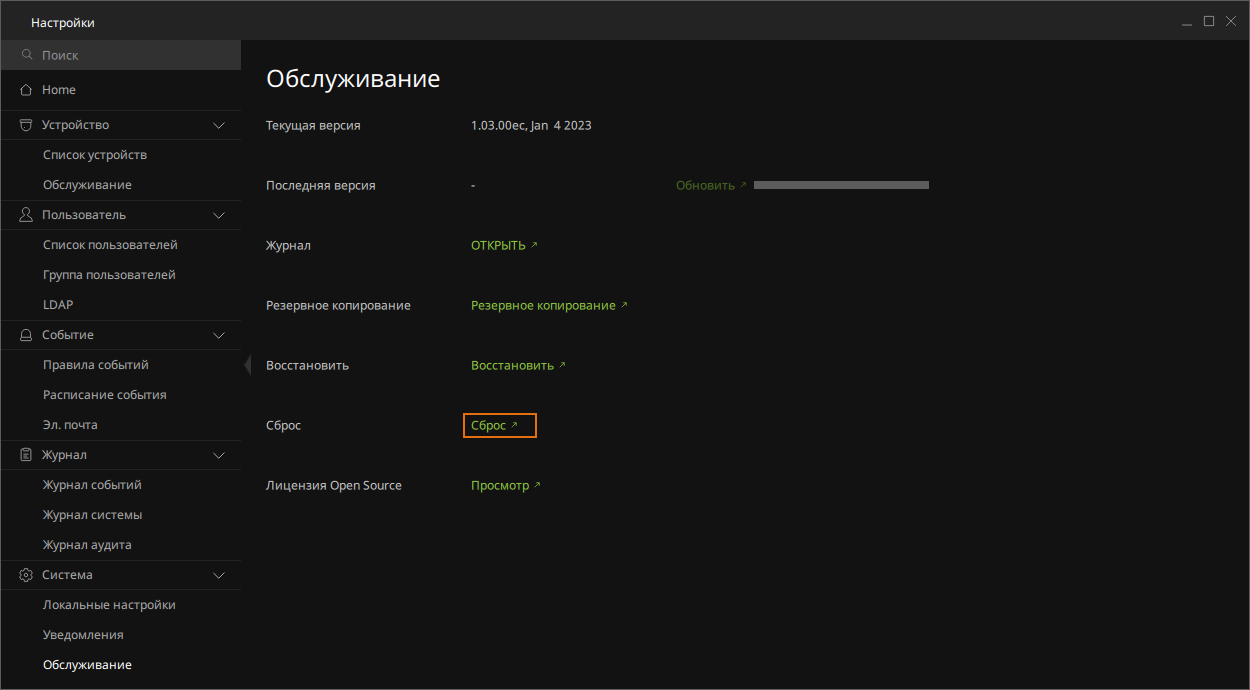 Настройки
Поиск
Home
Устройство
Список устройств
Обслуживание
Пользователь
Список пользователей
Группа пользователей
LDAP
Событие
Правила событий
Расписание события
Эл. почта
Журнал
Журнал событий
Журнал системы
Журнал аудита
Система
Локальные настройки
Уведомления
Обслуживание
Обслуживание
Текущая версия 1.03.00ec, Jan 4 2023
Последняя версия - Обновить
Журнал ОТКРЫТЬ
Резервное копирование Резервное копирование
Восстановить Восстановить
Сброс Сброс
Лицензия Open Source Просмотр